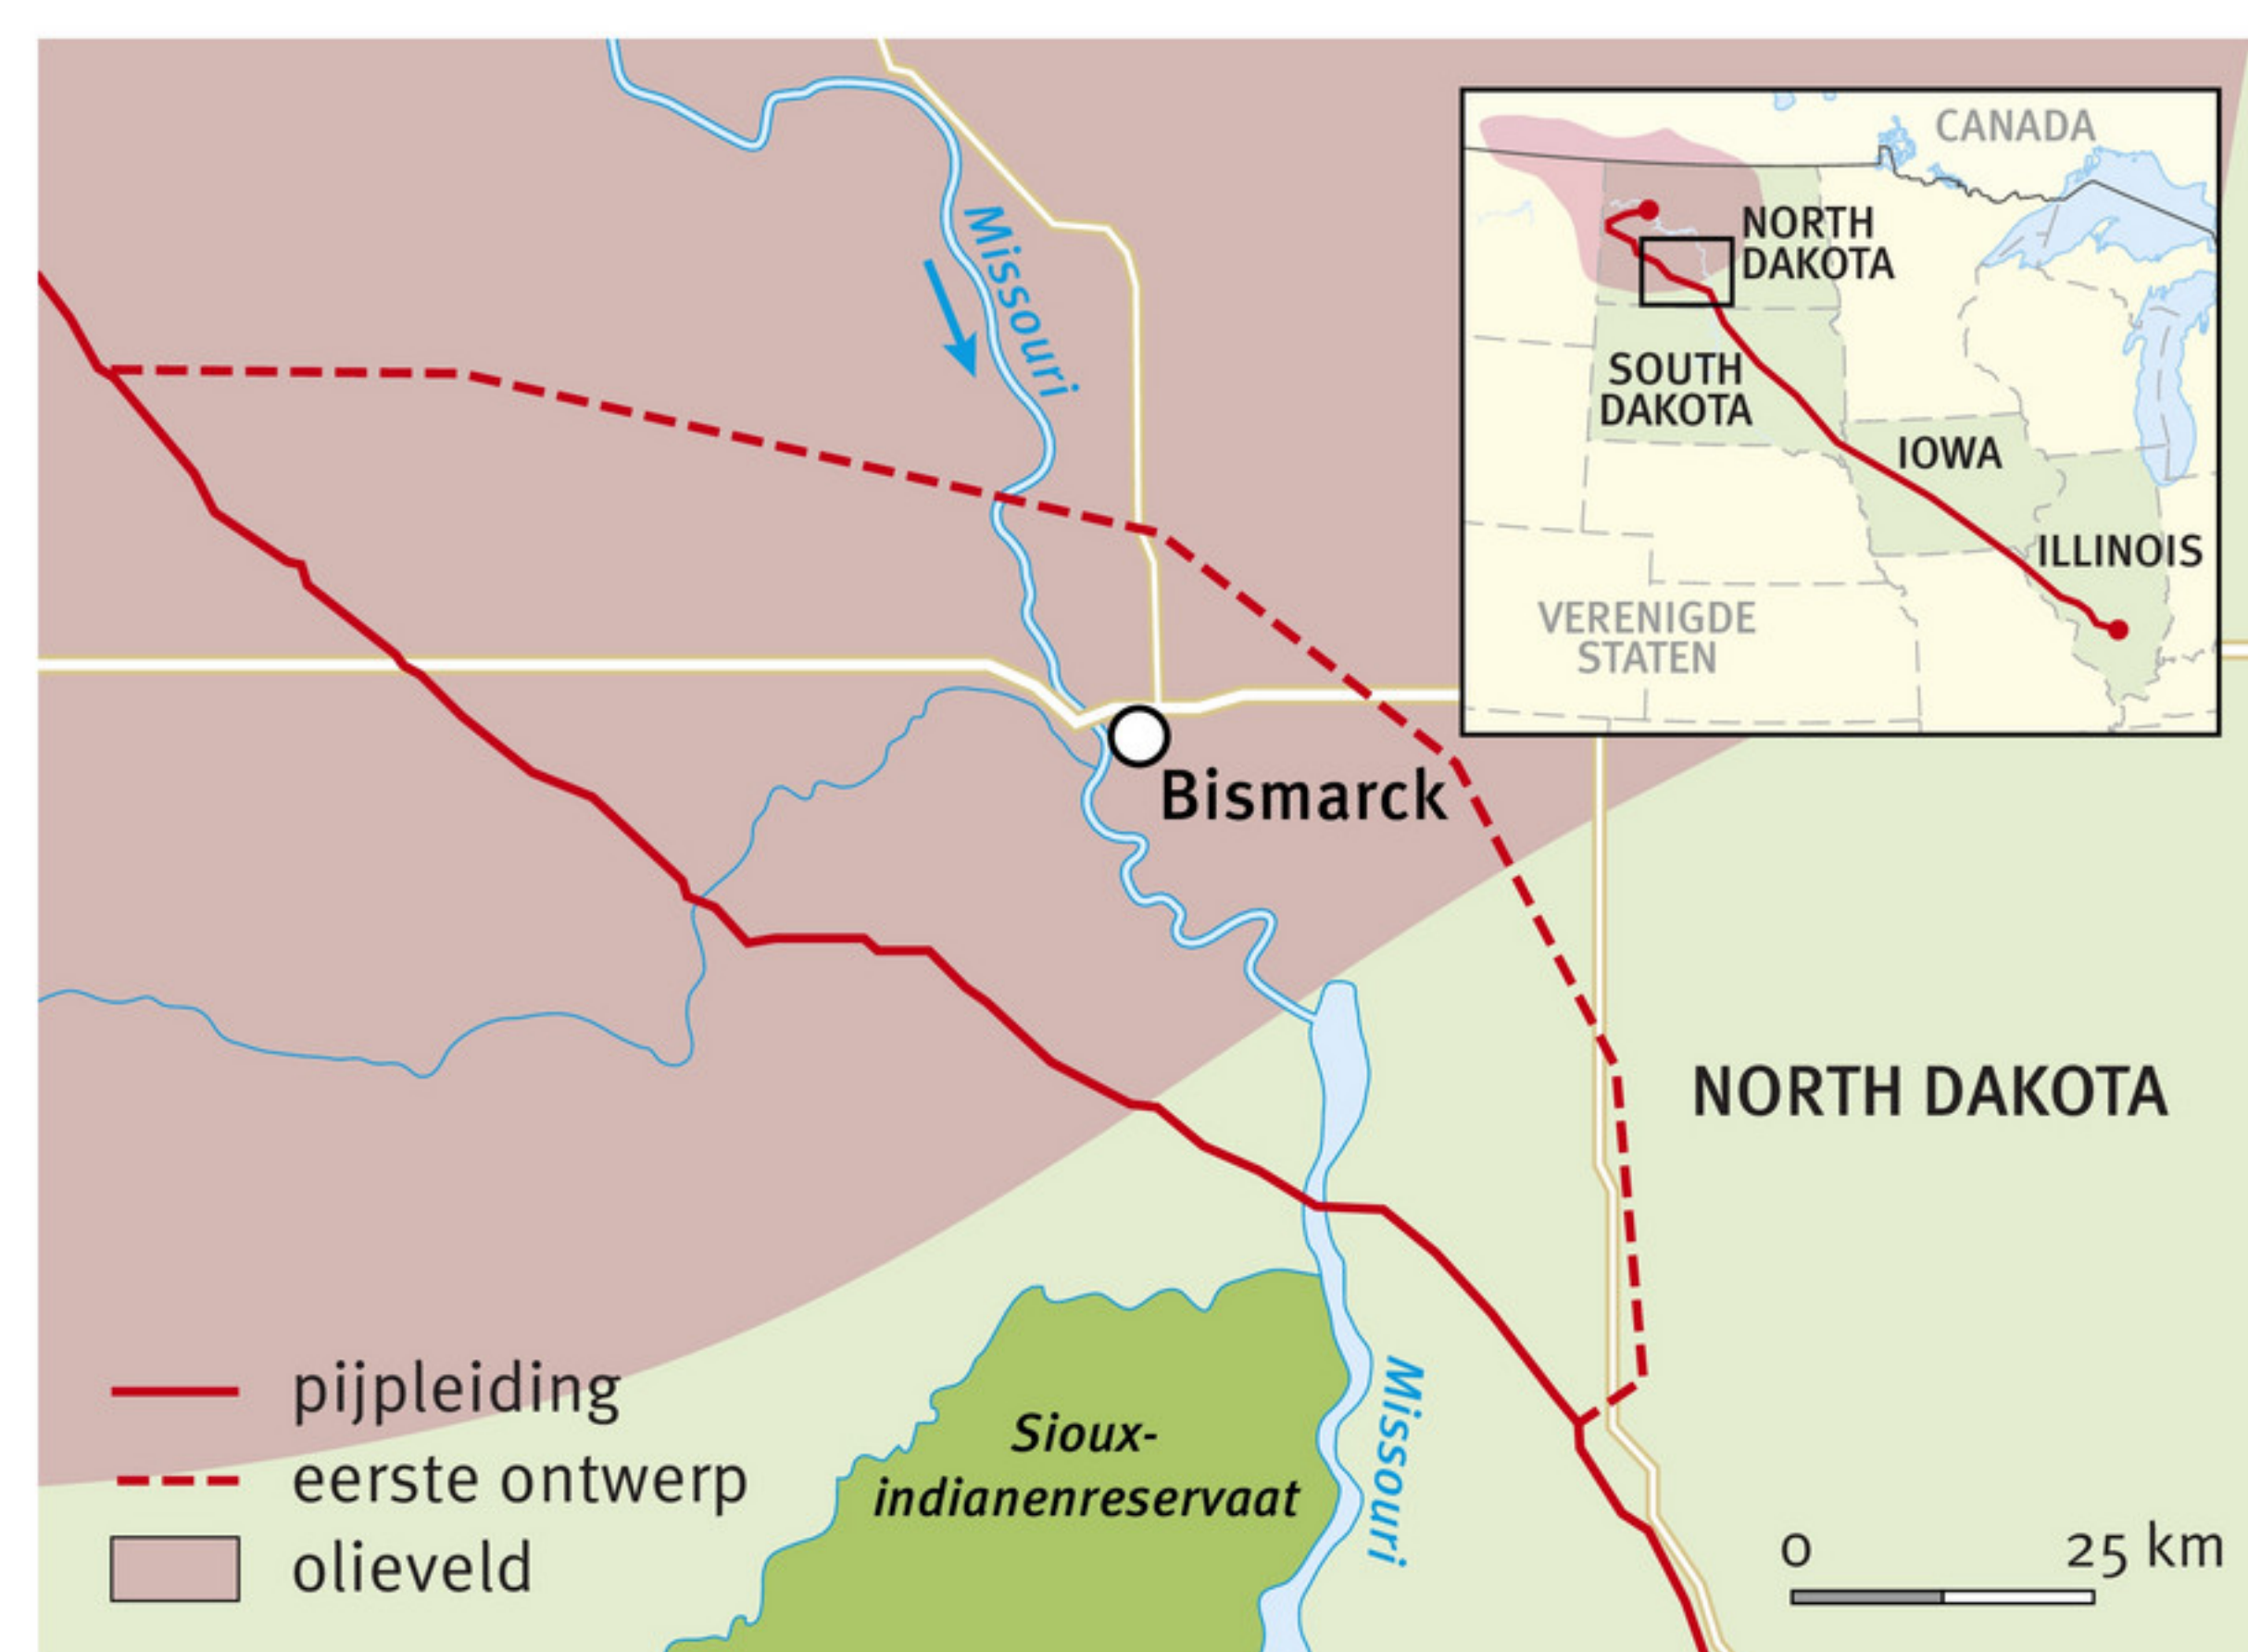 CANADA
NORTH
DAKOTA
SOUTH
DAKOTA
IOWA
ILLINOIS
VERENIGDE
STATEN
Missouri
Bismarck
NORTH DAKOTA
Missouri
Sioux-
indianenreservaat
pijpleiding
eerste ontwerp
olieveld
0 25 km